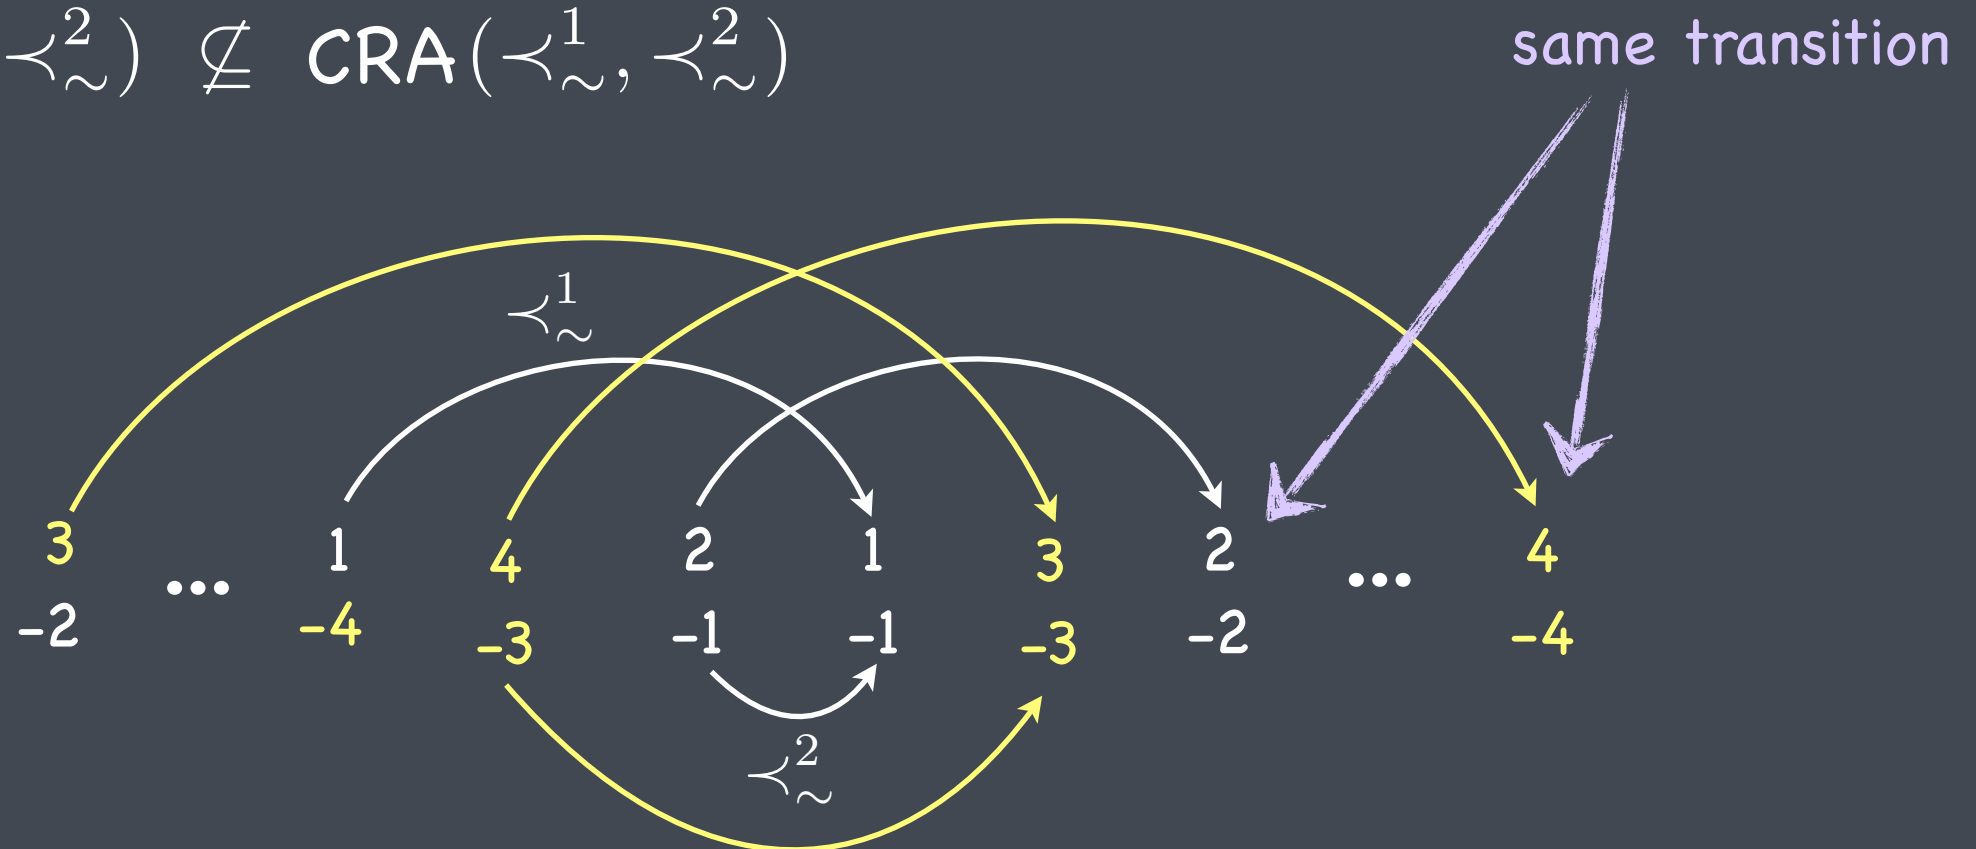 ≺²∼) ⊈ CRA(≺¹∼, ≺²∼)
same transition
≺¹∼
3 ... 1 4 2 1 3 2 ... 4
-2 -4 -3 -1 -1 -3 -2 -4
≺²∼